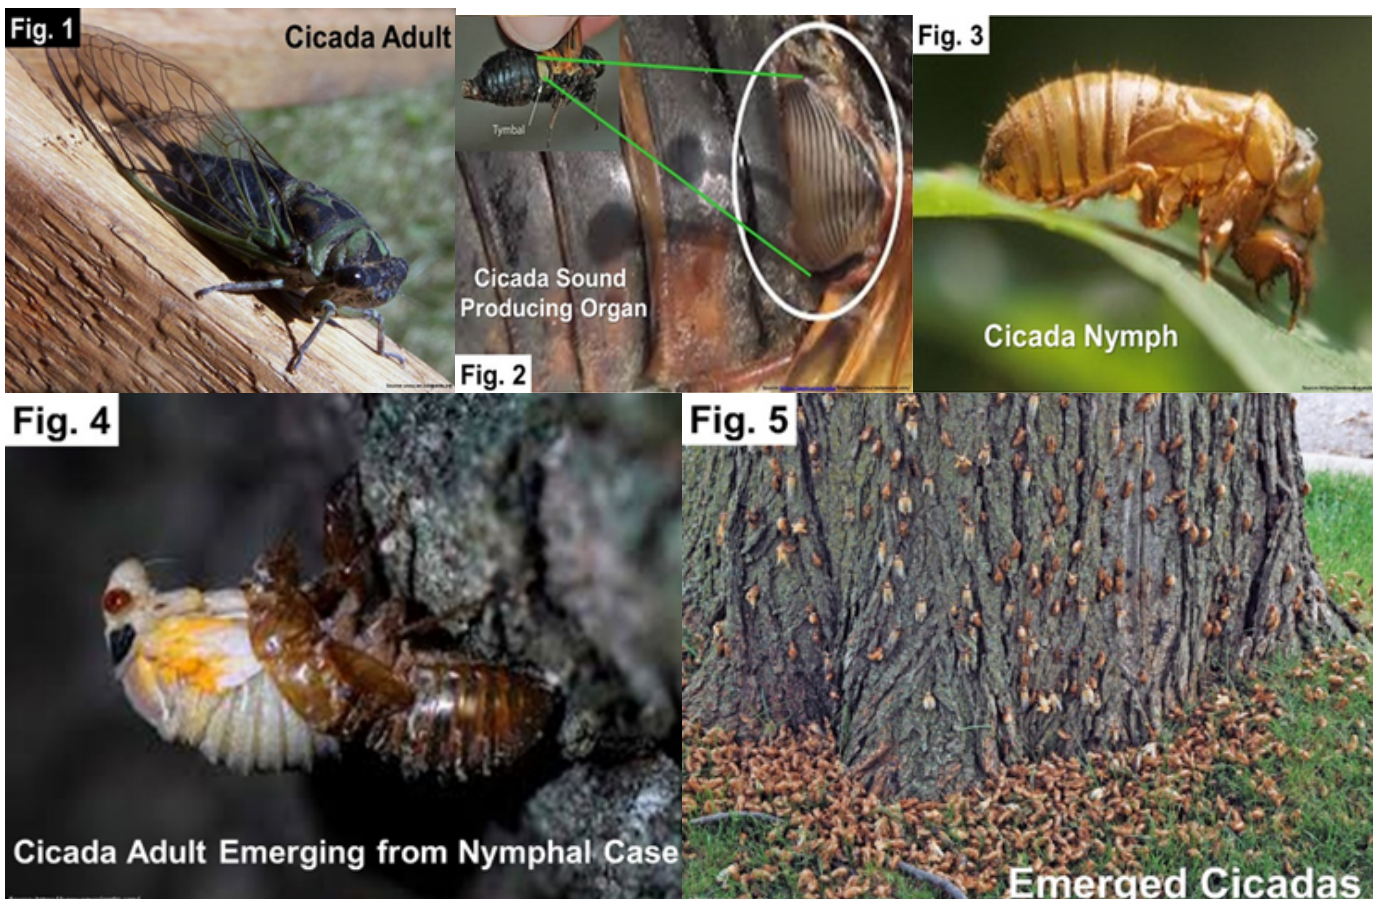 Fig. 1
Cicada Adult
Tymbal
Cicada Sound
Producing Organ
Fig. 2
Fig. 3
Cicada Nymph
Fig. 4
Cicada Adult Emerging from Nymphal Case
Fig. 5
Emerged Cicadas